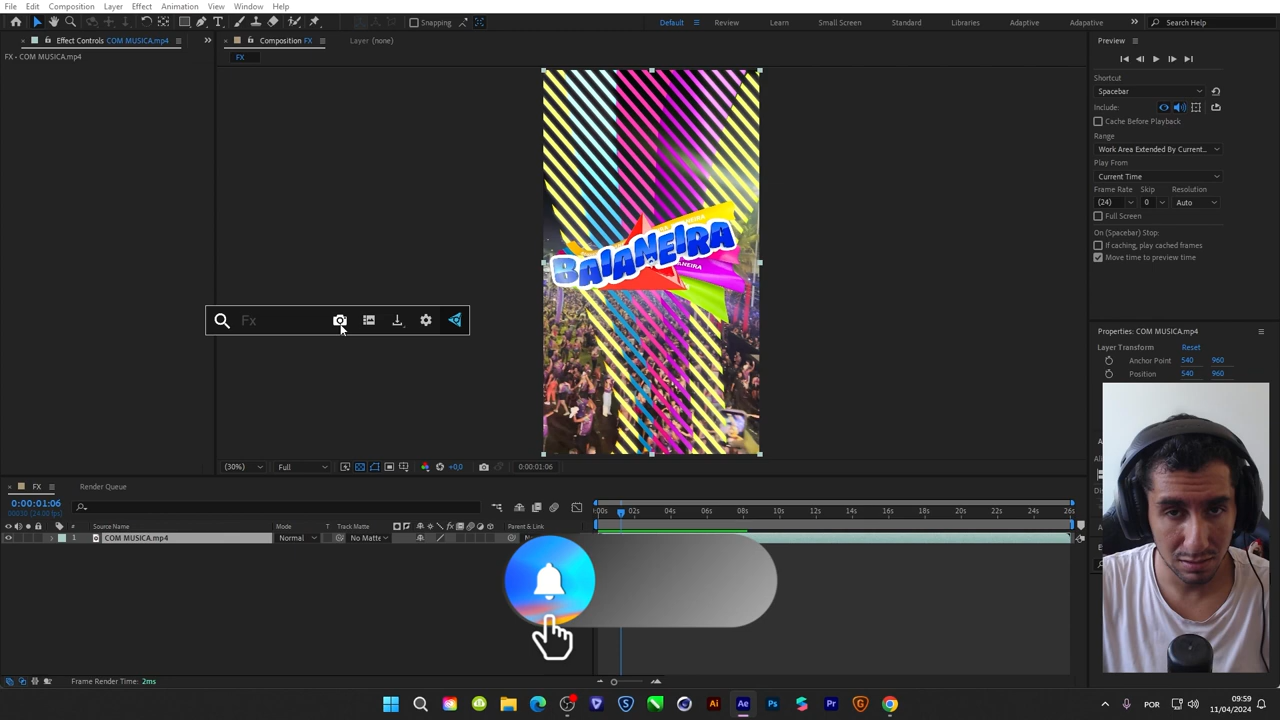 File Edit Composition Layer Effect Animation View Window Help
Snapping
Default Review Learn Small Screen Standard Libraries Adaptive Adaptive Search Help
Effect Controls COM MUSICA.mp4
Composition FX
Layer (none)
Preview
FX • COM MUSICA.mp4
FX
Shortcut
Spacebar
Include:
Cache Before Playback
Range
Work Area Extended By Current...
Play From
Current Time
Frame Rate Skip Resolution
(24) 0 Auto
Full Screen
On (Spacebar) Stop:
If caching, play cached frames
Move time to preview time
BAIANEIRA
Fx
Properties: COM MUSICA.mp4
Layer Transform Reset
Anchor Point 540 960
Position 540 960
(30%) Full +0,0 0:00:01:06
FX Render Queue
0:00:01:06
Source Name Mode T Track Matte Parent & Link
1 COM MUSICA.mp4 Normal No Matte
:00s 02s 04s 06s 08s 10s 12s 14s 16s 18s 20s 22s 24s 26s
Frame Render Time: 2ms
Ai Ae Ps Pr
POR
09:59
11/04/2024